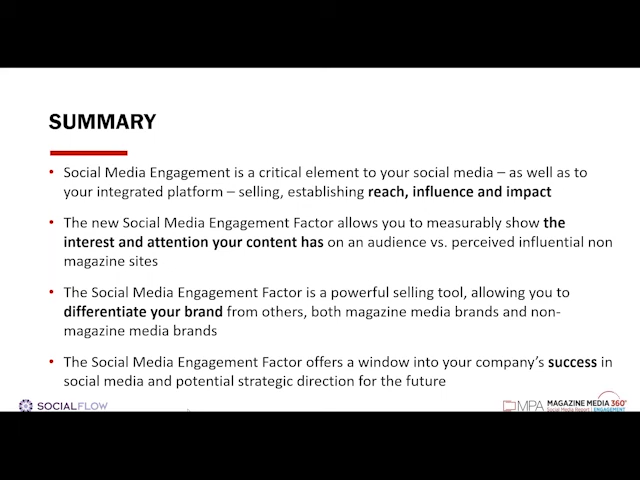 SUMMARY
• Social Media Engagement is a critical element to your social media – as well as to
your integrated platform – selling, establishing reach, influence and impact
• The new Social Media Engagement Factor allows you to measurably show the
interest and attention your content has on an audience vs. perceived influential non
magazine sites
• The Social Media Engagement Factor is a powerful selling tool, allowing you to
differentiate your brand from others, both magazine media brands and non-
magazine media brands
• The Social Media Engagement Factor offers a window into your company's success in
social media and potential strategic direction for the future
SOCIALFLOW
MPA MAGAZINE MEDIA 360°
Social Media Report | ENGAGEMENT